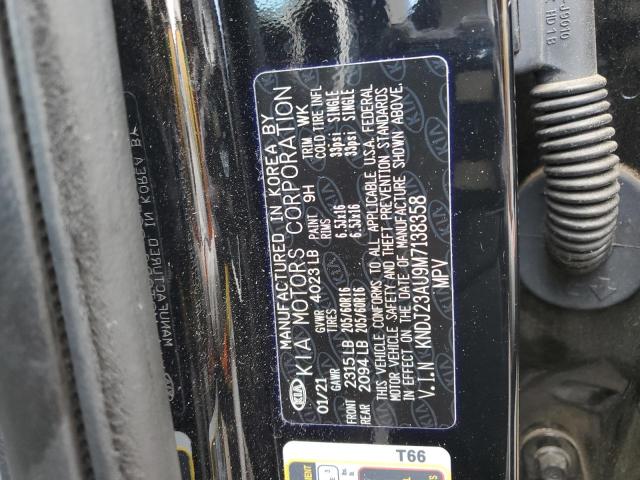 MANUFACTURED IN KOREA BY
KIA KIA MOTORS CORPORATION
01/21 GVWR 4023 LB PAINT 9H TRIM WK
GAWR TIRES RIMS COLD TIRE INFL
FRONT 2315 LB 205/60R16 6.5Jx16 33psi SINGLE
REAR 2094 LB 205/60R16 6.5Jx16 33psi SINGLE
THIS VEHICLE CONFORMS TO ALL APPLICABLE U.S.A. FEDERAL
MOTOR VEHICLE SAFETY AND THEFT PREVENTION STANDARDS
IN EFFECT ON THE DATE OF MANUFACTURE SHOWN ABOVE.
V.I.N KNDJ23AU9M7138358
MPV
T66